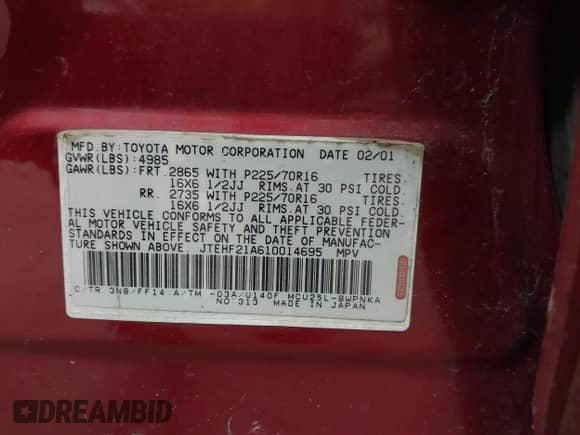 MFD.BY:TOYOTA MOTOR CORPORATION DATE 02/01
GVWR(LBS):4985
GAWR(LBS):FRT.2865 WITH P225/70R16 TIRES.
16X6 1/2JJ RIMS.AT 30 PSI COLD.
RR. 2735 WITH P225/70R16 TIRES.
16X6 1/2JJ RIMS.AT 30 PSI COLD.
THIS VEHICLE CONFORMS TO ALL APPLICABLE FEDER-
AL MOTOR VEHICLE SAFETY AND THEFT PREVENTION
STANDARDS IN EFFECT ON THE DATE OF MANUFAC-
TURE SHOWN ABOVE. JTEHF21A610014695 MPV
C/TR 3N8/FF14 A/TM -03A/U140F MCU25L-BWPNKA
NO 313 MADE IN JAPAN
DREAMBID